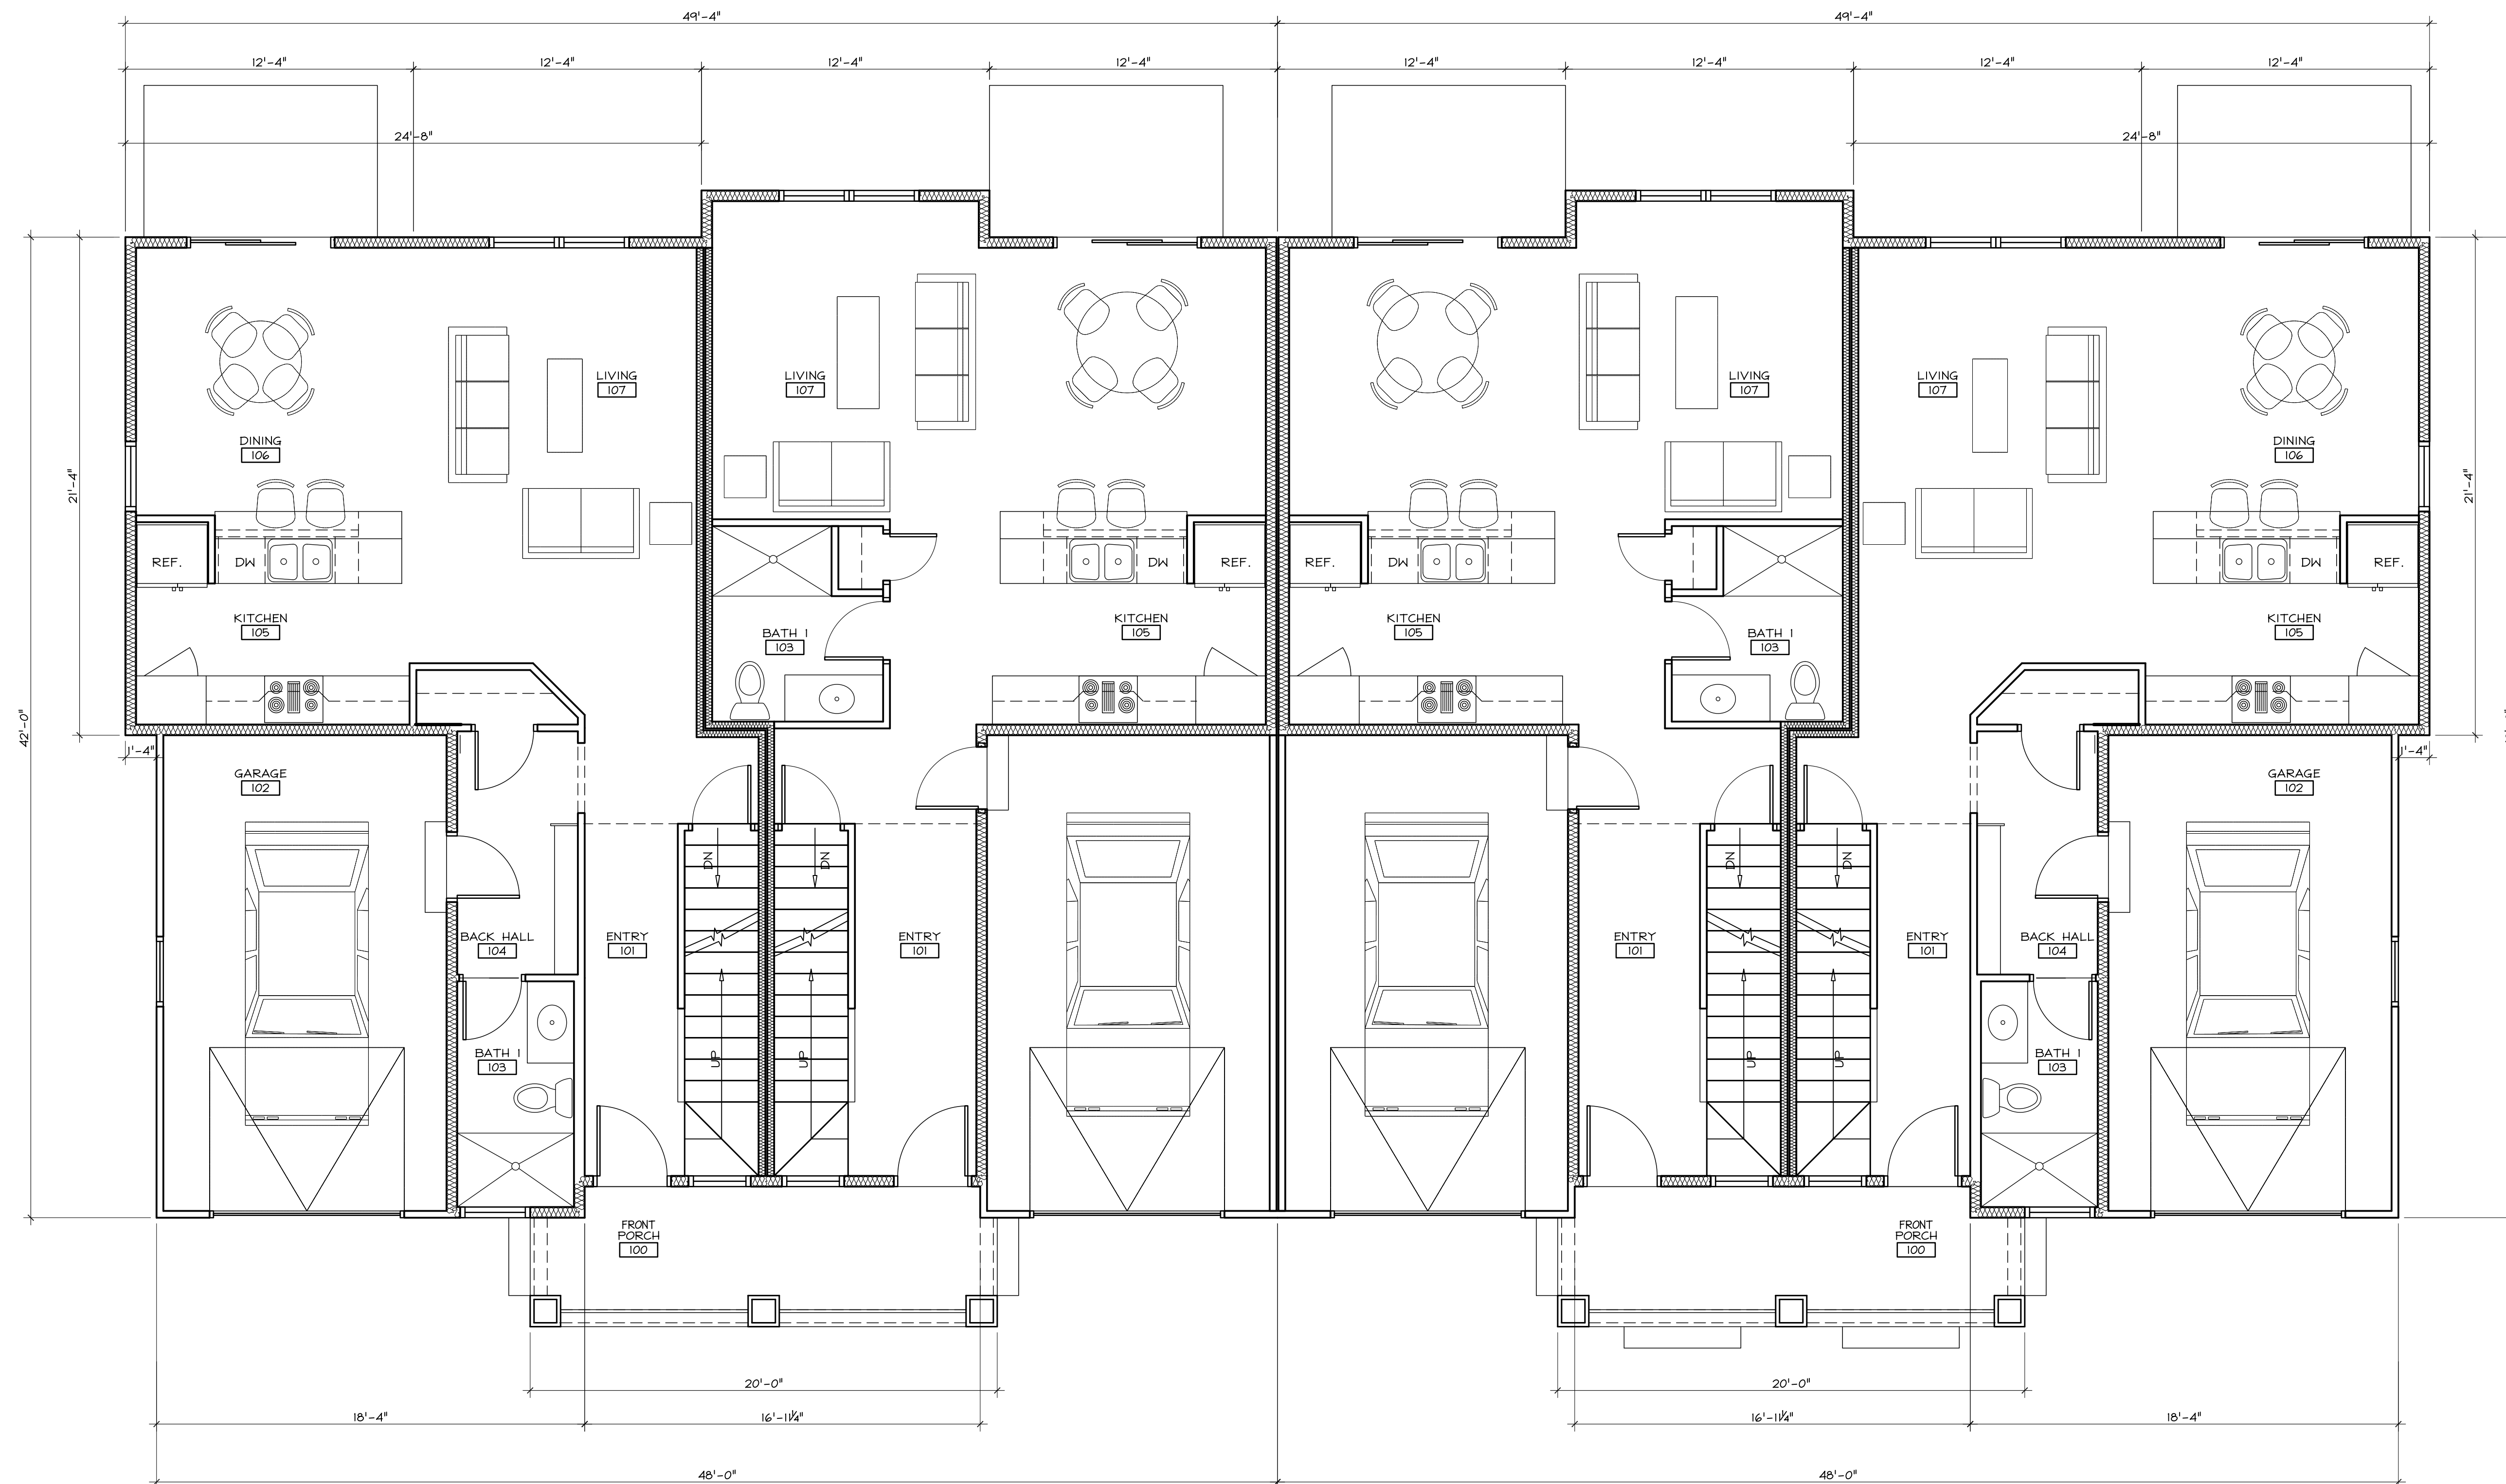 49'-4"
49'-4"
12'-4"
12'-4"
12'-4"
12'-4"
12'-4"
12'-4"
12'-4"
12'-4"
24'-8"
24'-8"
LIVING
107
LIVING
107
LIVING
107
LIVING
107
DINING
106
DINING
106
21'-4"
21'-4"
REF.
DW
DW
REF.
REF.
DW
DW
REF.
KITCHEN
105
BATH 1
103
KITCHEN
105
KITCHEN
105
BATH 1
103
KITCHEN
105
42'-0"
1'-4"
1'-4"
GARAGE
102
GARAGE
102
DN
DN
DN
DN
BACK HALL
104
ENTRY
101
ENTRY
101
ENTRY
101
ENTRY
101
BACK HALL
104
BATH 1
103
UP
UP
UP
UP
BATH 1
103
FRONT
PORCH
100
FRONT
PORCH
100
20'-0"
20'-0"
18'-4"
16'-11¼"
16'-11¼"
18'-4"
48'-0"
48'-0"